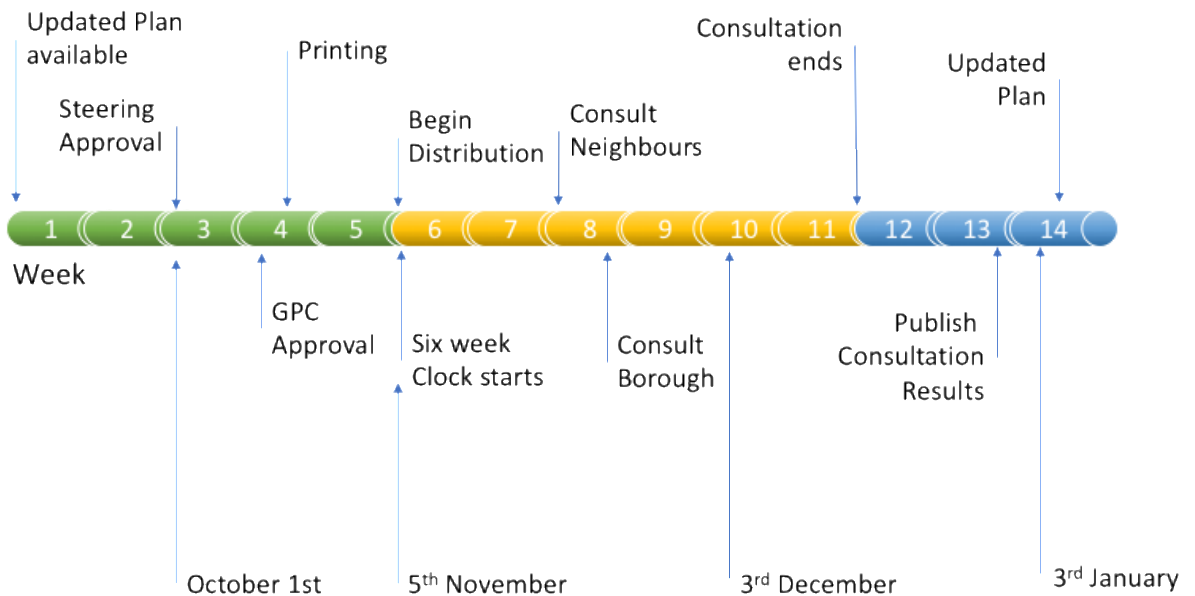 Updated Plan
available
Printing
Consultation
ends
Updated
Plan
Steering
Approval
Begin
Distribution
Consult
Neighbours
1 2 3 4 5 6 7 8 9 10 11 12 13 14
Week
GPC
Approval
Six week
Clock starts
Consult
Borough
Publish
Consultation
Results
October 1st
5th November
3rd December
3rd January